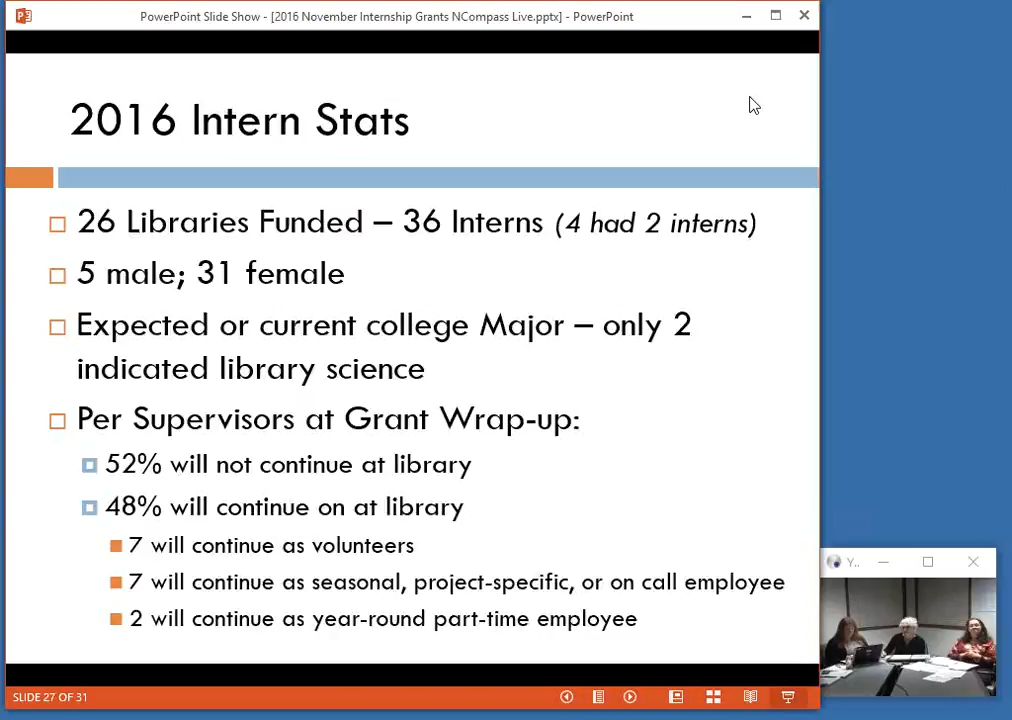 PowerPoint Slide Show - [2016 November Internship Grants NCompass Live.pptx] - PowerPoint
2016 Intern Stats
26 Libraries Funded – 36 Interns (4 had 2 interns)
5 male; 31 female
Expected or current college Major – only 2
indicated library science
Per Supervisors at Grant Wrap-up:
52% will not continue at library
48% will continue on at library
7 will continue as volunteers
7 will continue as seasonal, project-specific, or on call employee
2 will continue as year-round part-time employee
Y..
SLIDE 27 OF 31